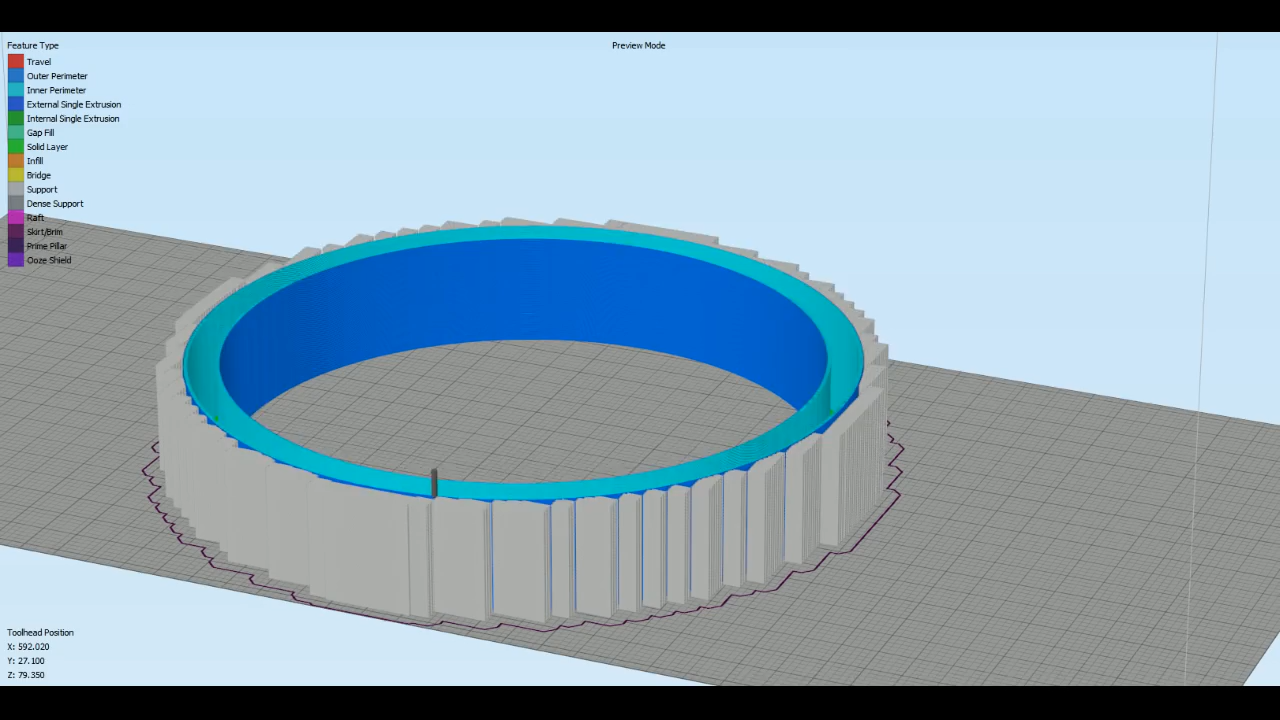 Feature Type
Preview Mode
Travel
Outer Perimeter
Inner Perimeter
External Single Extrusion
Internal Single Extrusion
Gap Fill
Solid Layer
Infill
Bridge
Support
Dense Support
Raft
Skirt/Brim
Prime Pillar
Ooze Shield
Toolhead Position
X: 592.020
Y: 27.100
Z: 79.350